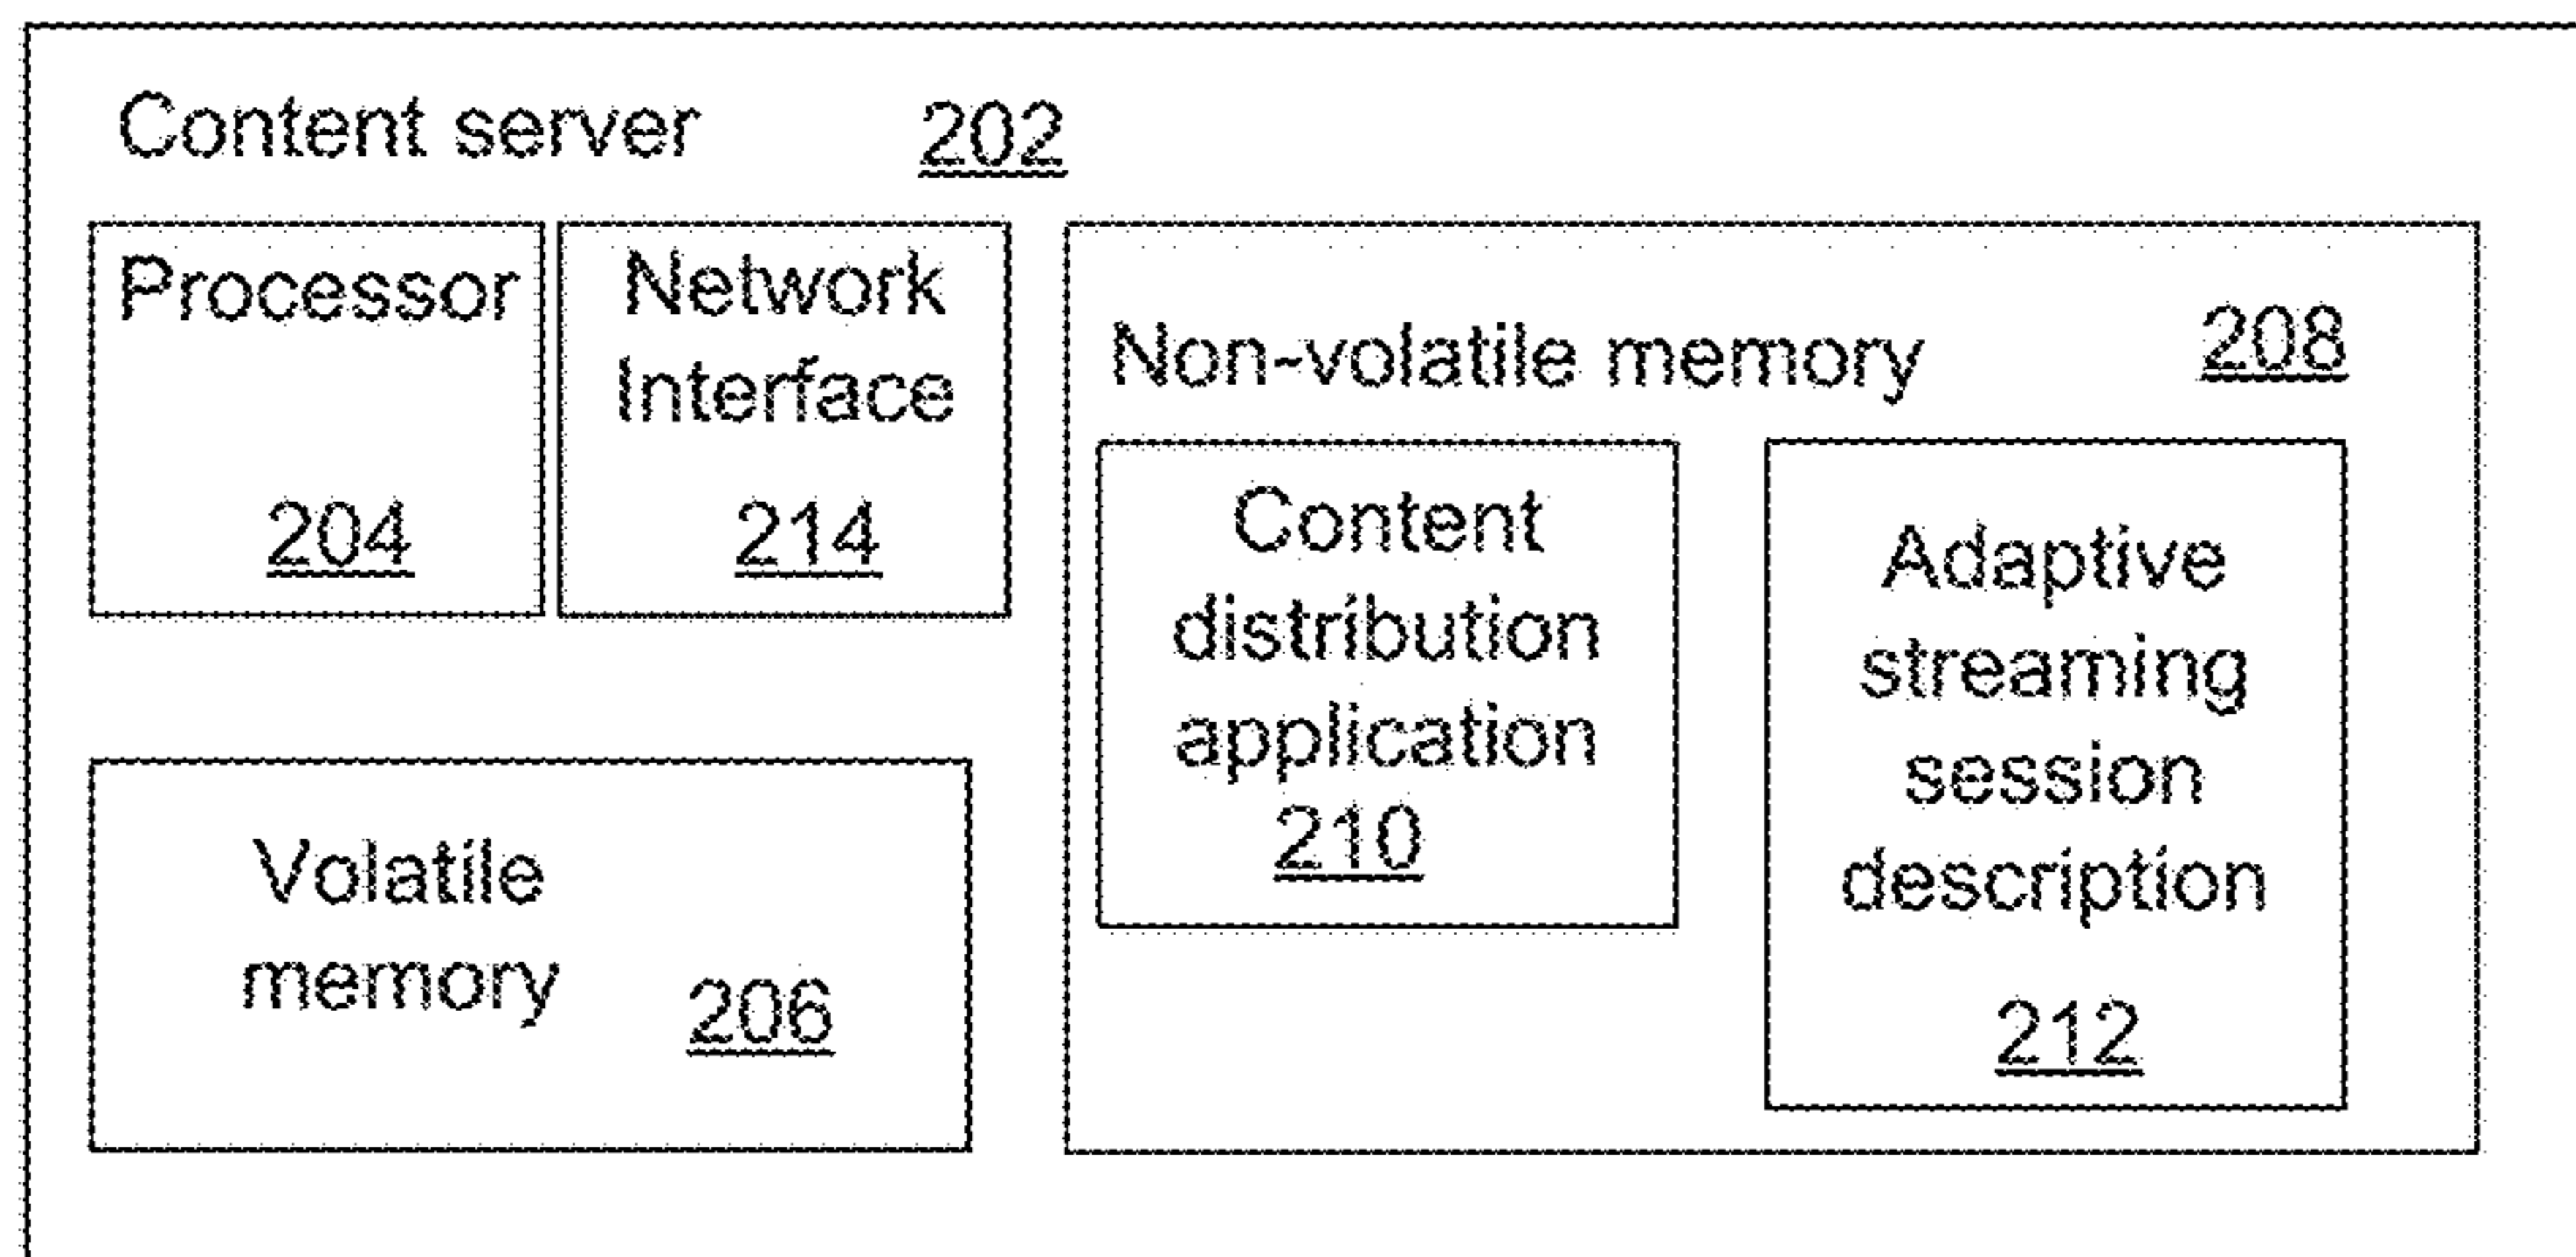 Content server 202
Processor
204
Network
Interface
214
Volatile
memory 206
Non-volatile memory 208
Content
distribution
application
210
Adaptive
streaming
session
description
212